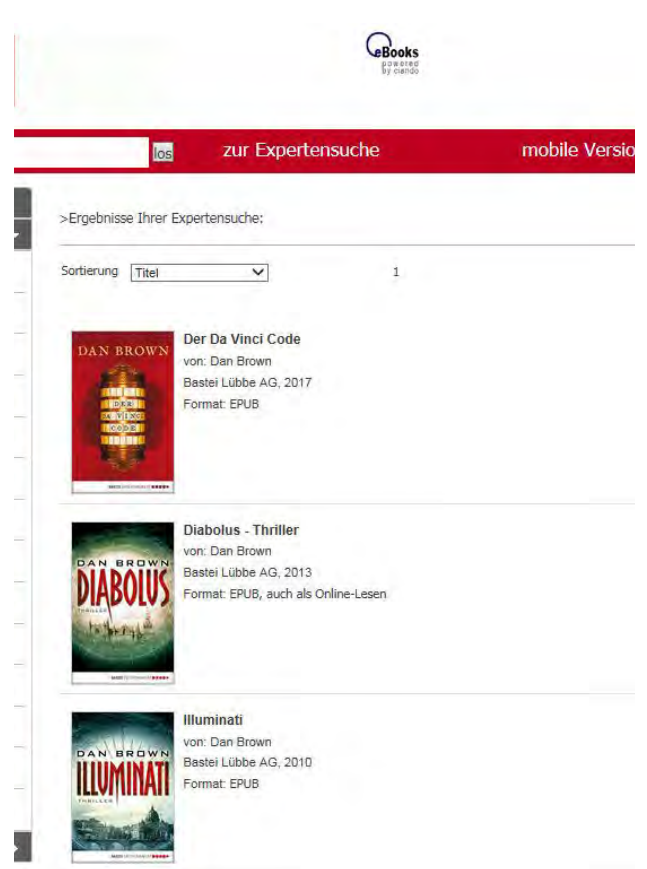 eBooks
powered
by ciando
los
zur Expertensuche
mobile Versio
>Ergebnisse Ihrer Expertensuche:
Sortierung
Titel
1
DAN BROWN
DER
DA VINCI
CODE
Der Da Vinci Code
von: Dan Brown
Bastei Lübbe AG, 2017
Format: EPUB
DAN BROWN
DIABOLUS
THRILLER
Diabolus - Thriller
von: Dan Brown
Bastei Lübbe AG, 2013
Format: EPUB, auch als Online-Lesen
DAN BROWN
ILLUMINATI
THRILLER
Illuminati
von: Dan Brown
Bastei Lübbe AG, 2010
Format: EPUB